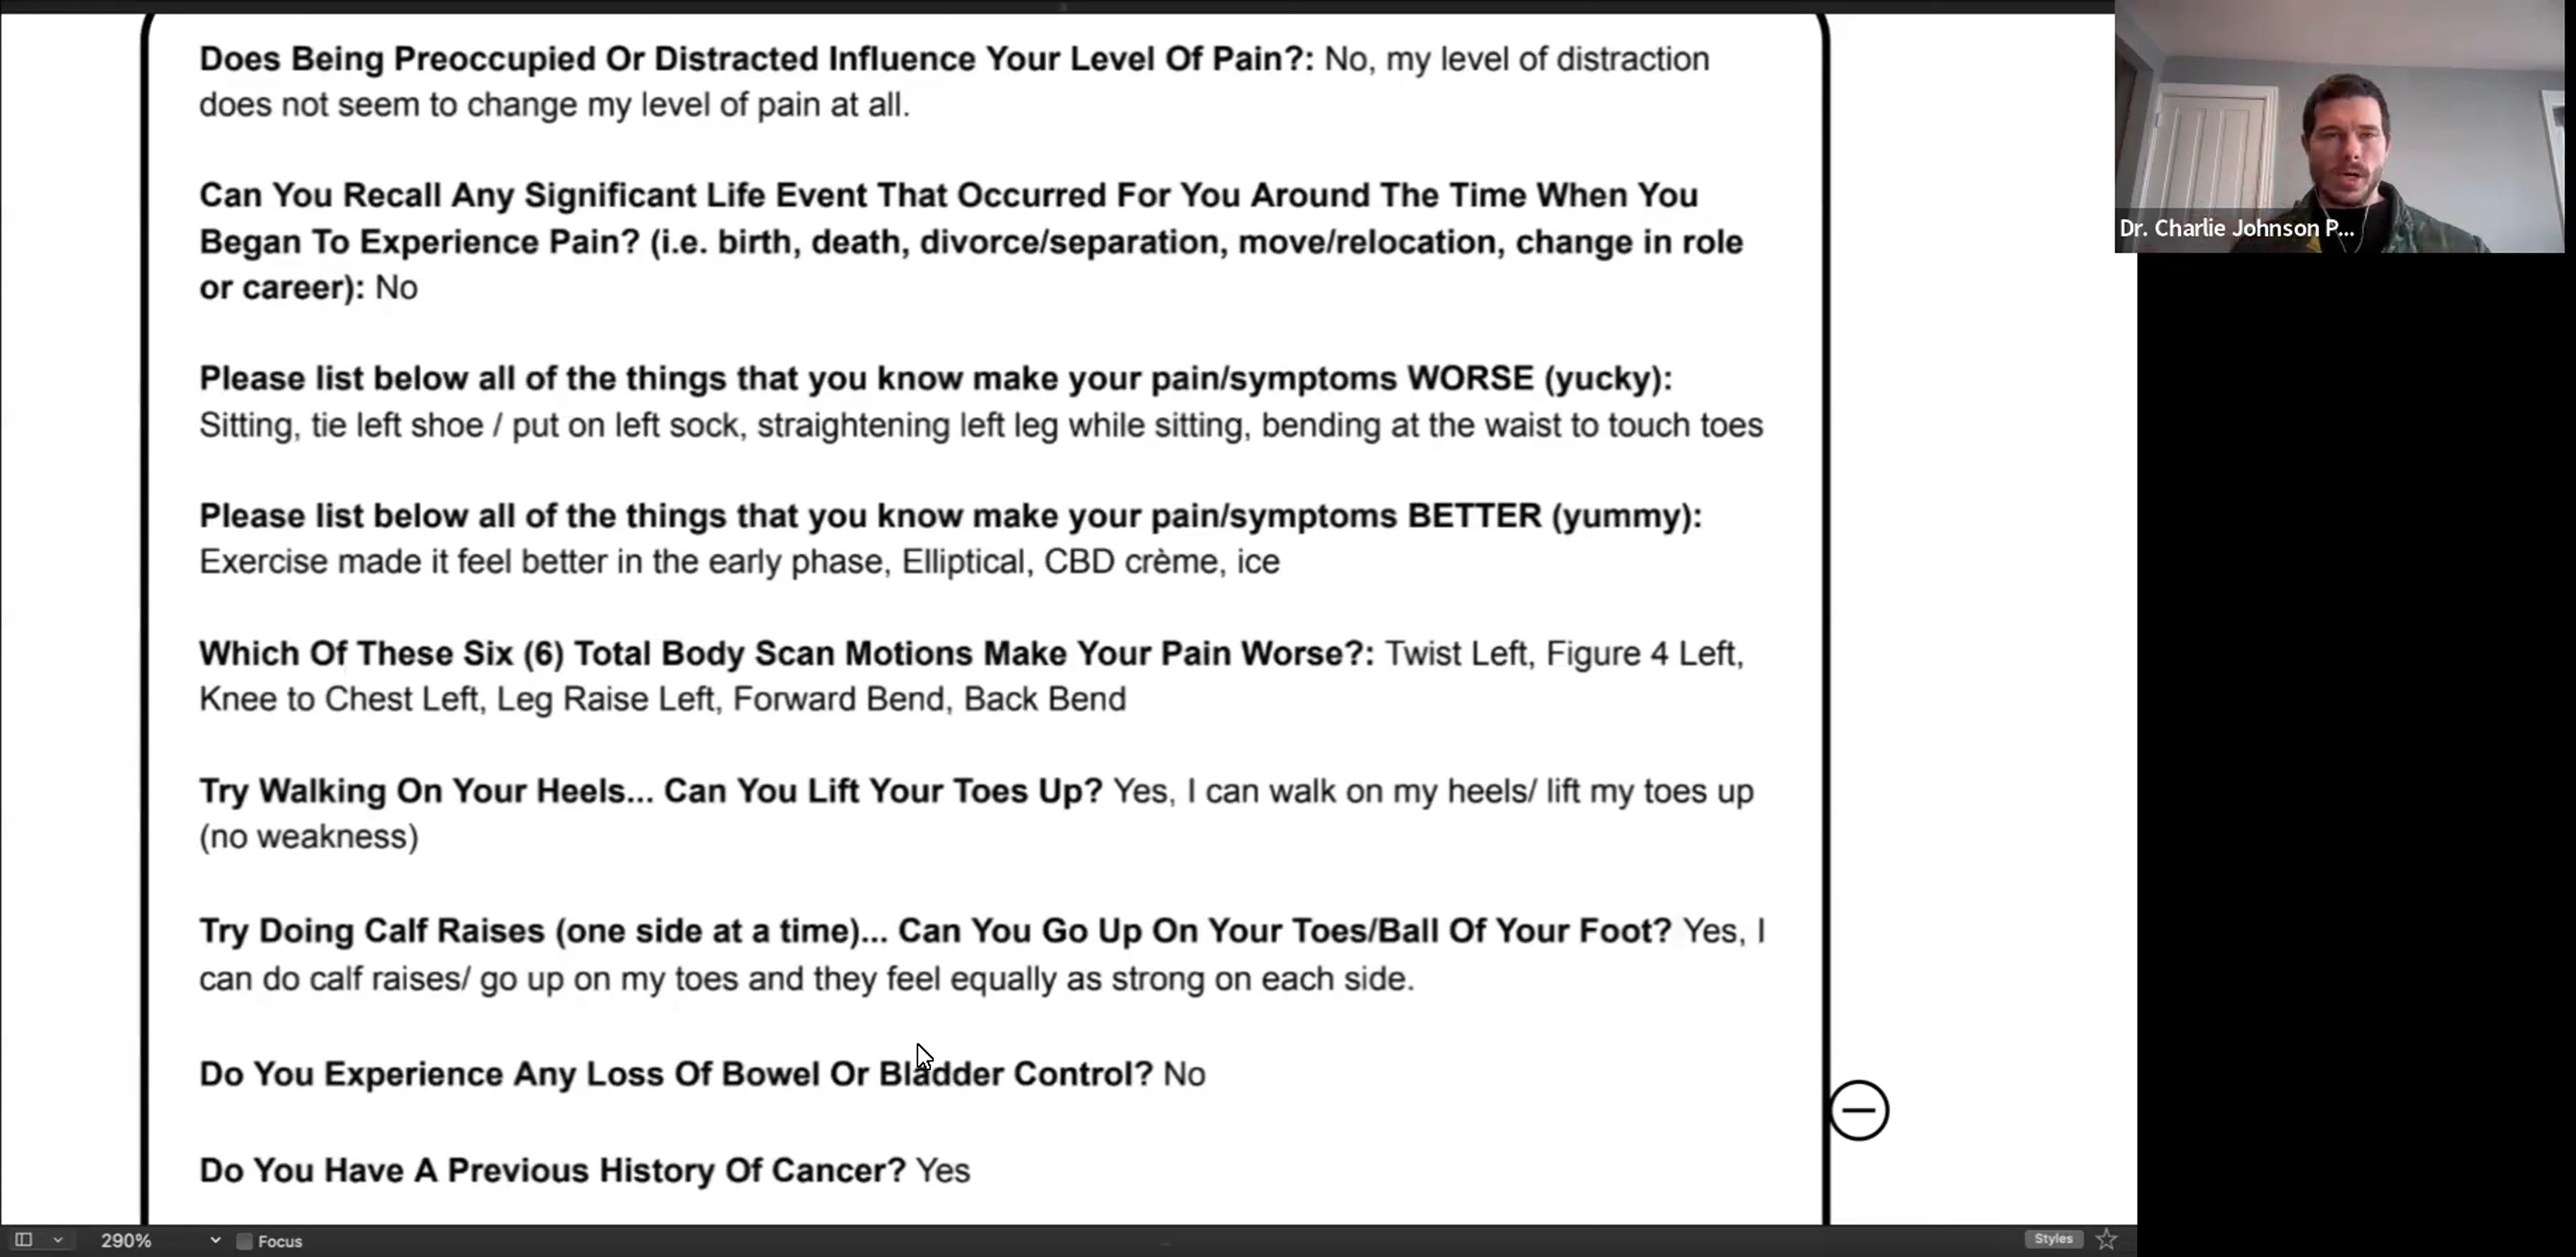 Does Being Preoccupied Or Distracted Influence Your Level Of Pain?: No, my level of distraction
does not seem to change my level of pain at all.
Can You Recall Any Significant Life Event That Occurred For You Around The Time When You
Began To Experience Pain? (i.e. birth, death, divorce/separation, move/relocation, change in role
or career): No
Please list below all of the things that you know make your pain/symptoms WORSE (yucky):
Sitting, tie left shoe / put on left sock, straightening left leg while sitting, bending at the waist to touch toes
Please list below all of the things that you know make your pain/symptoms BETTER (yummy):
Exercise made it feel better in the early phase, Elliptical, CBD crème, ice
Which Of These Six (6) Total Body Scan Motions Make Your Pain Worse?: Twist Left, Figure 4 Left,
Knee to Chest Left, Leg Raise Left, Forward Bend, Back Bend
Try Walking On Your Heels... Can You Lift Your Toes Up? Yes, I can walk on my heels/ lift my toes up
(no weakness)
Try Doing Calf Raises (one side at a time)... Can You Go Up On Your Toes/Ball Of Your Foot? Yes, I
can do calf raises/ go up on my toes and they feel equally as strong on each side.
Do You Experience Any Loss Of Bowel Or Bladder Control? No
Do You Have A Previous History Of Cancer? Yes
Dr. Charlie Johnson P...
290%
Focus
Styles